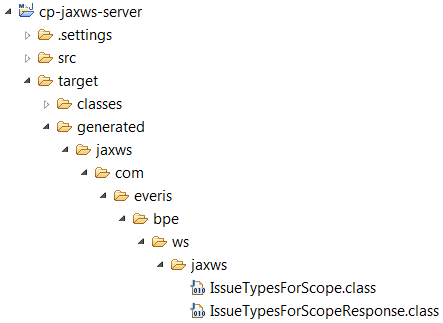 cp-jaxws-server
.settings
src
target
classes
generated
jaxws
com
everis
bpe
ws
jaxws
IssueTypesForScope.class
IssueTypesForScopeResponse.class